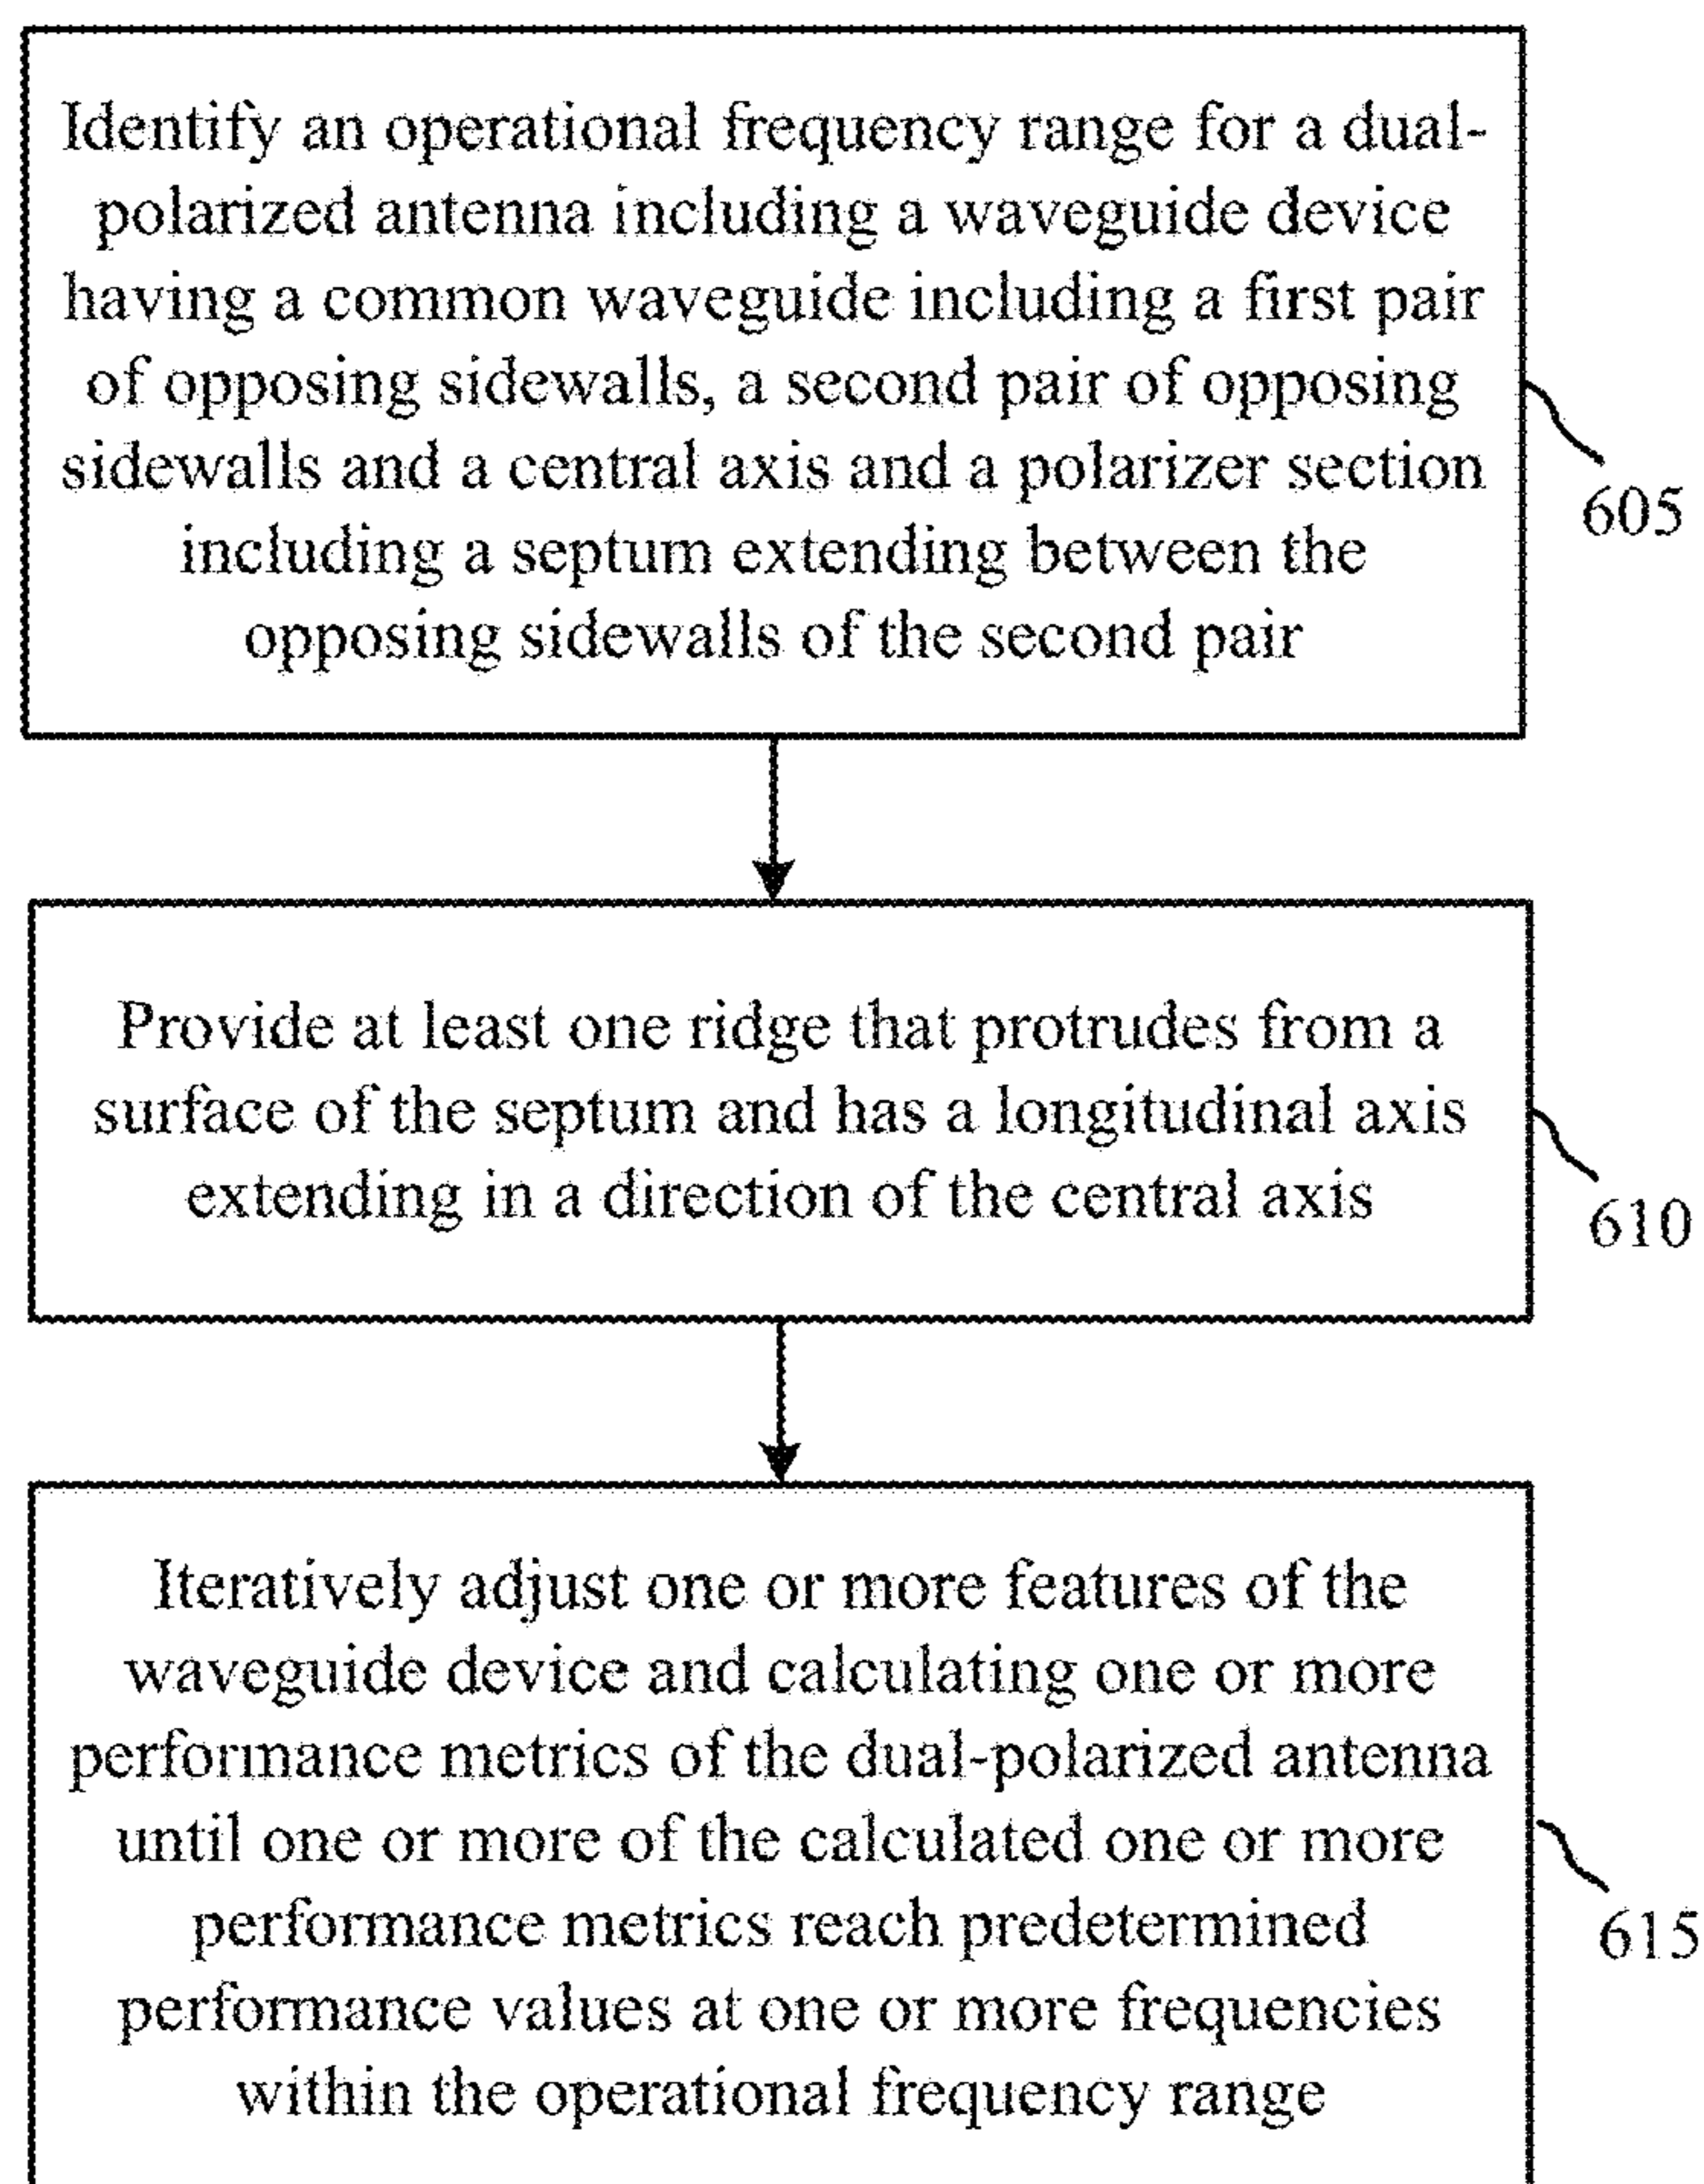 Identify an operational frequency range for a dual-
polarized antenna including a waveguide device
having a common waveguide including a first pair
of opposing sidewalls, a second pair of opposing
sidewalls and a central axis and a polarizer section
including a septum extending between the
opposing sidewalls of the second pair
605
Provide at least one ridge that protrudes from a
surface of the septum and has a longitudinal axis
extending in a direction of the central axis
610
Iteratively adjust one or more features of the
waveguide device and calculating one or more
performance metrics of the dual-polarized antenna
until one or more of the calculated one or more
performance metrics reach predetermined
performance values at one or more frequencies
within the operational frequency range
615